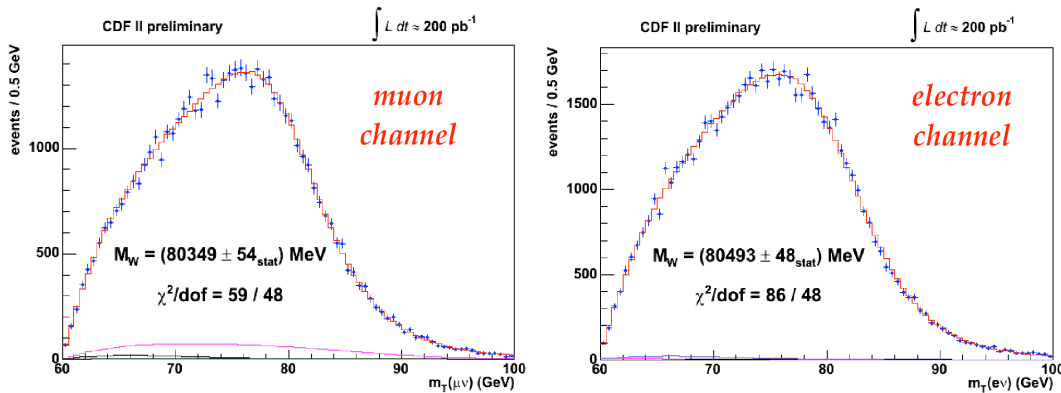 CDF II preliminary
∫ L dt ≈ 200 pb⁻¹
events / 0.5 GeV
1000
500
0
muon
channel
M_W = (80349 ± 54_stat) MeV
χ²/dof = 59 / 48
60 70 80 90 100
m_T(μν) (GeV)
CDF II preliminary
∫ L dt ≈ 200 pb⁻¹
events / 0.5 GeV
1500
1000
500
0
electron
channel
M_W = (80493 ± 48_stat) MeV
χ²/dof = 86 / 48
60 70 80 90 100
m_T(eν) (GeV)